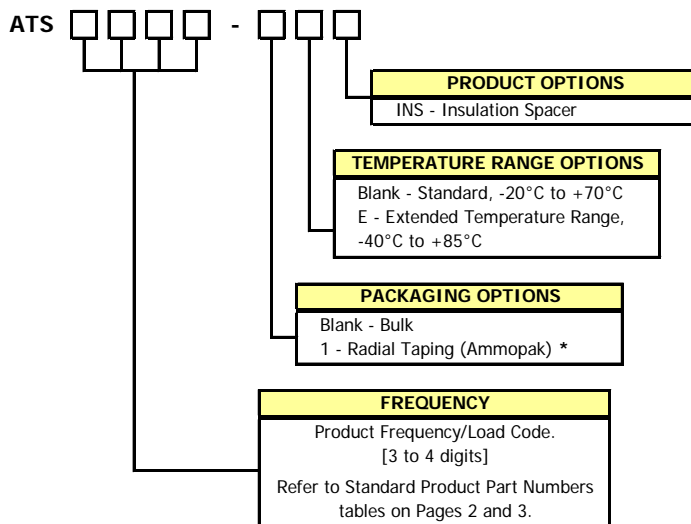 ATS -
PRODUCT OPTIONS
INS - Insulation Spacer
TEMPERATURE RANGE OPTIONS
Blank - Standard, -20°C to +70°C
E - Extended Temperature Range,
-40°C to +85°C
PACKAGING OPTIONS
Blank - Bulk
1 - Radial Taping (Ammopak) *
FREQUENCY
Product Frequency/Load Code.
[3 to 4 digits]
Refer to Standard Product Part Numbers
tables on Pages 2 and 3.